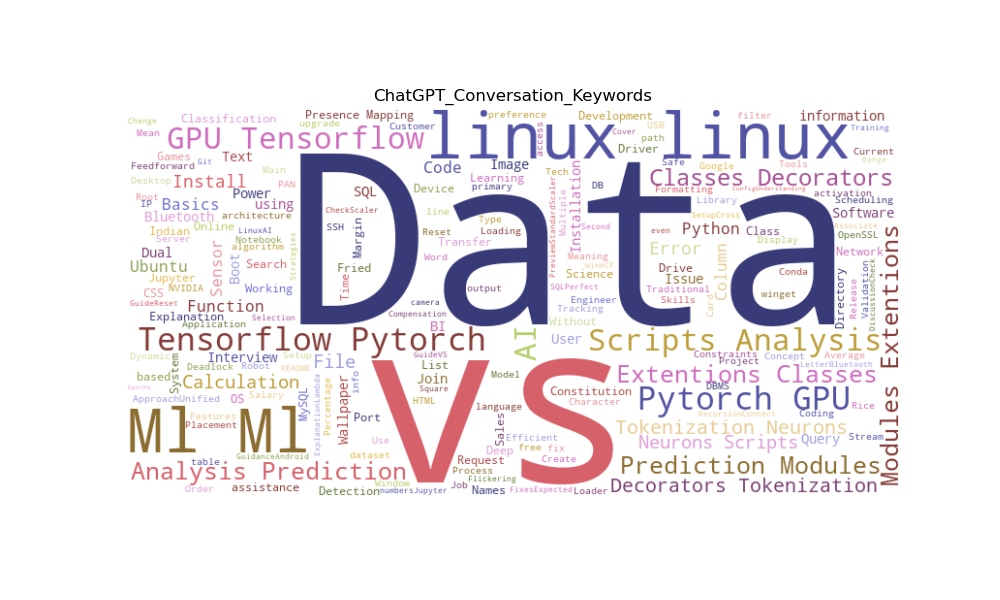 ChatGPT_Conversation_Keywords
Data
VS
linux linux
Ml Ml
GPU Tensorflow
Tensorflow Pytorch
Scripts Analysis
Pytorch GPU
Classes Decorators
Extentions Classes
Modules Extentions
Prediction Modules
Analysis Prediction
Tokenization Neurons
Neurons Scripts
Decorators Tokenization
AI
Change
Classification
Presence Mapping
upgrade
Customer
preference
access
Development
Cover
USB
path
Driver
filter
information
Training
Mean
Games
Git
Text
Main
Code
Image
Learning
Tech
Safe
Google
Tools
Current
Range
Feedforward
Desktop
Install
PAN
Power
SQL
Device
primary
Installation
Multiple
DB
Formatting
ConfigUnderstanding
activation
Scheduling
Root
IP
Basics
using
CheckScaler
line
Type
Library
SetupCross
Software
Bluetooth
architecture
SSH
Margin
Reset
Loading
PreviewStandardScaler
Second
even
Python
Class
Associate
OpenSSL
Indian
Online
LinuxAI
Server
Notebook
algorithm
Strategies
Transfer
Error
Display
Network
Dual
Sensor
Boot
Search
Fried
Time
Word
Meaning
WinHCF
Science
Drive
Issue
Column
Conda
Ubuntu
Jupyter
NVIDIA
Working
output
SQLPerfect
Traditional
Skills
Card
winget
Directory
Release
Validation
DiscussionCheck
CSS
GuideReset
Function
camera
Compensation
Engineer
Tracking
Explanation
Application
Selection
BI
Without
User
Dynamic
Deadlock
Interview
Robot
Setup
README
File
info
GuideVS
List
Join
Model
Constraints
Project
Concept
Average
LetterBluetooth
based
System
Calculation
Epochs
ApproachUnified
OS
Salary
MySQL
ExplanationLambda
Percentage
Wallpaper
Port
Square
HTML
language
Sales
Constitution
Character
DBMS
RecursionConnect
Coding
Rice
Features
Placement
Use
Efficient
free
fix
Query
Stream
table
GuidanceAndroid
dataset
Request
Deep
Process
Create
Order
assistance
Detection
Window
numbersJupyter
Job
Flickering
Names
FixesExpected
Loader